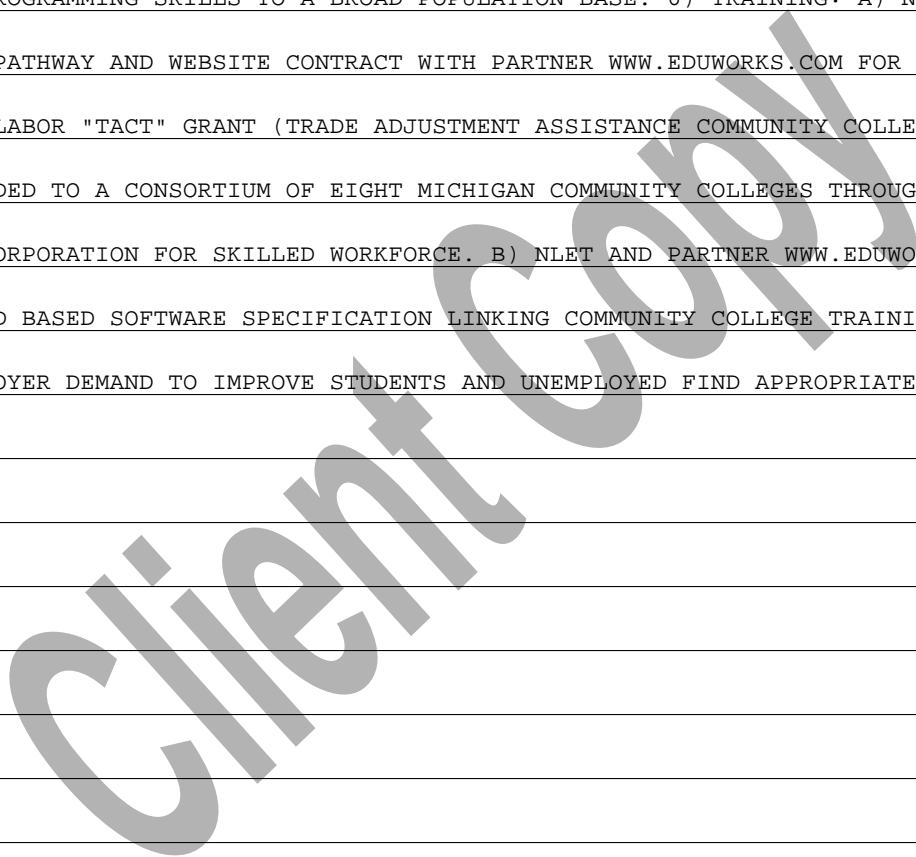 ROGRAMMING SKILLS TO A BROAD POPULATION BASE. 6) TRAINING: A) N
PATHWAY AND WEBSITE CONTRACT WITH PARTNER WWW.EDUWORKS.COM FOR
LABOR "TACT" GRANT (TRADE ADJUSTMENT ASSISTANCE COMMUNITY COLLE
DED TO A CONSORTIUM OF EIGHT MICHIGAN COMMUNITY COLLEGES THROUG
ORPORATION FOR SKILLED WORKFORCE. B) NLET AND PARTNER WWW.EDUWO
D BASED SOFTWARE SPECIFICATION LINKING COMMUNITY COLLEGE TRAINI
OYER DEMAND TO IMPROVE STUDENTS AND UNEMPLOYED FIND APPROPRIATE
Client Copy